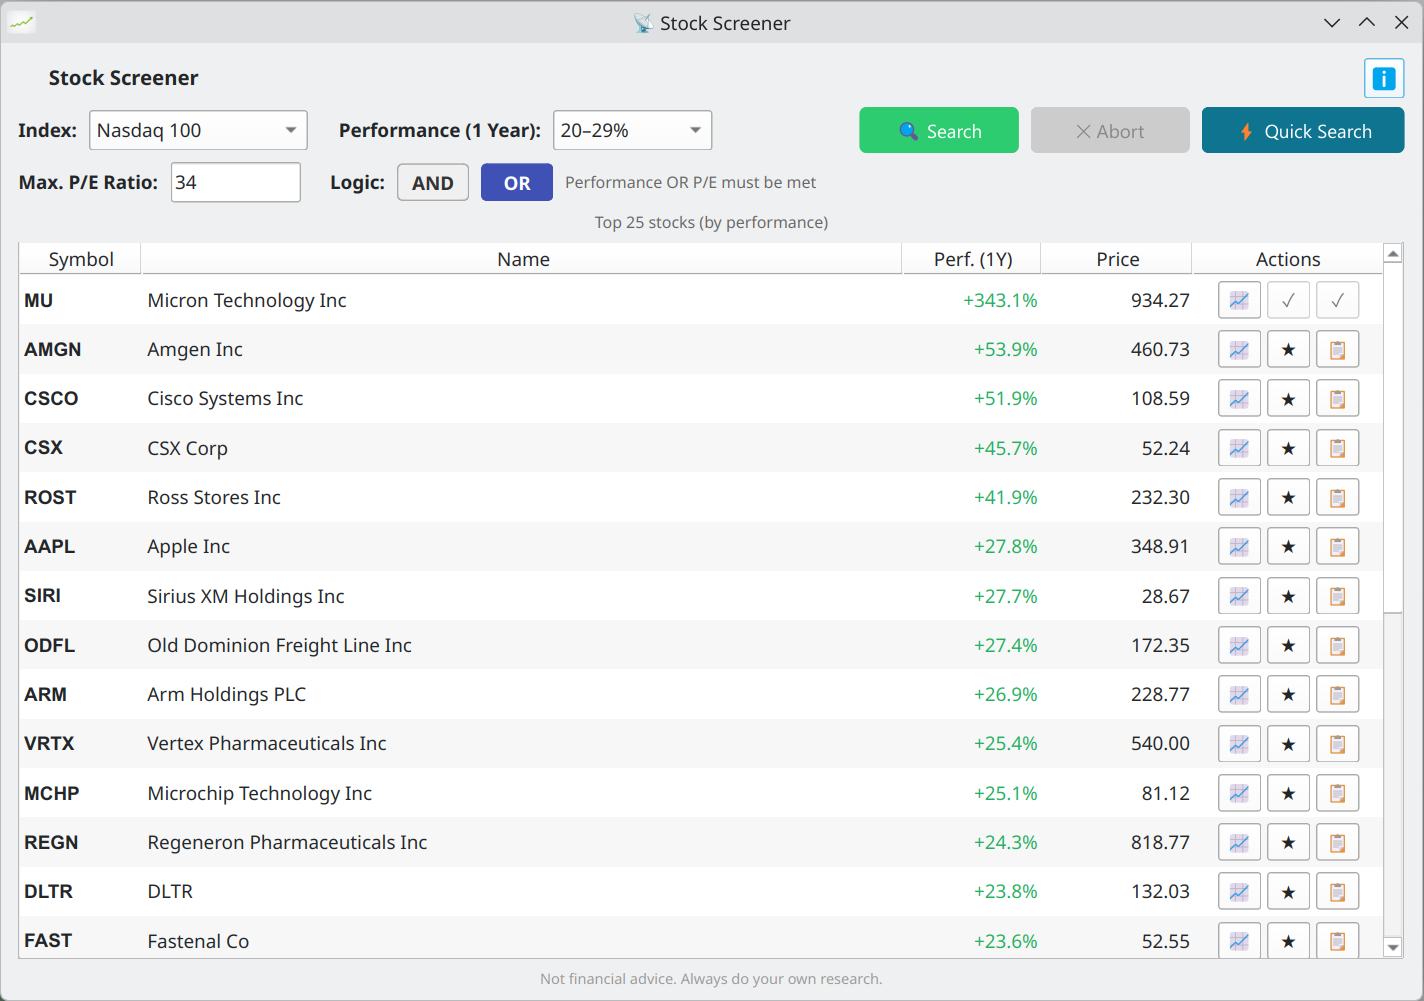 Stock Screener
Stock Screener
Index: Nasdaq 100 Performance (1 Year): 20–29% Search Abort Quick Search
Max. P/E Ratio: 34 Logic: AND OR Performance OR P/E must be met
Top 25 stocks (by performance)
Symbol Name Perf. (1Y) Price Actions
MU Micron Technology Inc +343.1% 934.27
AMGN Amgen Inc +53.9% 460.73
CSCO Cisco Systems Inc +51.9% 108.59
CSX CSX Corp +45.7% 52.24
ROST Ross Stores Inc +41.9% 232.30
AAPL Apple Inc +27.8% 348.91
SIRI Sirius XM Holdings Inc +27.7% 28.67
ODFL Old Dominion Freight Line Inc +27.4% 172.35
ARM Arm Holdings PLC +26.9% 228.77
VRTX Vertex Pharmaceuticals Inc +25.4% 540.00
MCHP Microchip Technology Inc +25.1% 81.12
REGN Regeneron Pharmaceuticals Inc +24.3% 818.77
DLTR DLTR +23.8% 132.03
FAST Fastenal Co +23.6% 52.55
Not financial advice. Always do your own research.